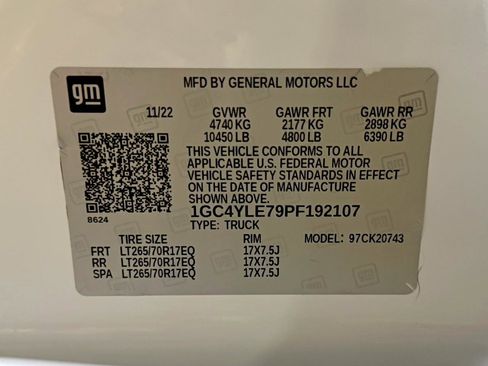 gm
MFD BY GENERAL MOTORS LLC
11/22 GVWR GAWR FRT GAWR RR
4740 KG 2177 KG 2898 KG
10450 LB 4800 LB 6390 LB
THIS VEHICLE CONFORMS TO ALL
APPLICABLE U.S. FEDERAL MOTOR
VEHICLE SAFETY STANDARDS IN EFFECT
ON THE DATE OF MANUFACTURE
SHOWN ABOVE.
1GC4YLE79PF192107
8624
TYPE: TRUCK
TIRE SIZE RIM MODEL: 97CK20743
FRT LT265/70R17EQ 17X7.5J
RR LT265/70R17EQ 17X7.5J
SPA LT265/70R17EQ 17X7.5J